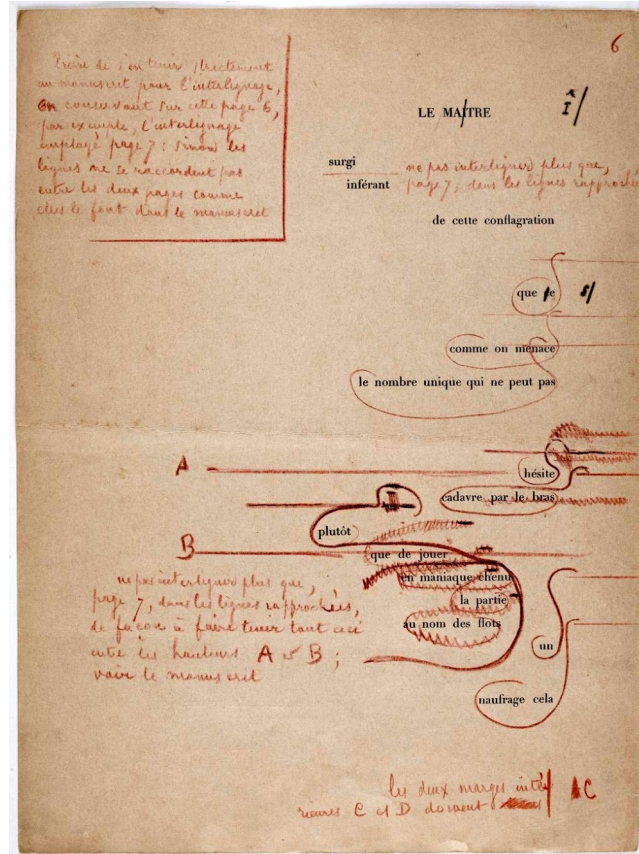 6
prière de s'en tenir strictement
au manuscrit pour l'interlignage,
en conservant sur cette page 6,
par exemple, l'interlignage
employé page 7 : sinon les
lignes ne se raccordent pas
entre les deux pages comme
elles le font dans le manuscrit
LE MAITRE
Î/
surgi
inférant
ne pas interligner plus que,
page 7, dans les lignes rapprochées
de cette conflagration
que se
s/
comme on menace
le nombre unique qui ne peut pas
A
hésite
cadavre par le bras
plutôt
B
que de jouer
en maniaque chenu
la partie
au nom des flots
ne pas interligner plus que,
page 7, dans les lignes rapprochées,
de façon à faire tenir tout ceci
entre les hauteurs A et B ;
voir le manuscrit
un
naufrage cela
les deux marges inté
rieures C et D doivent
C